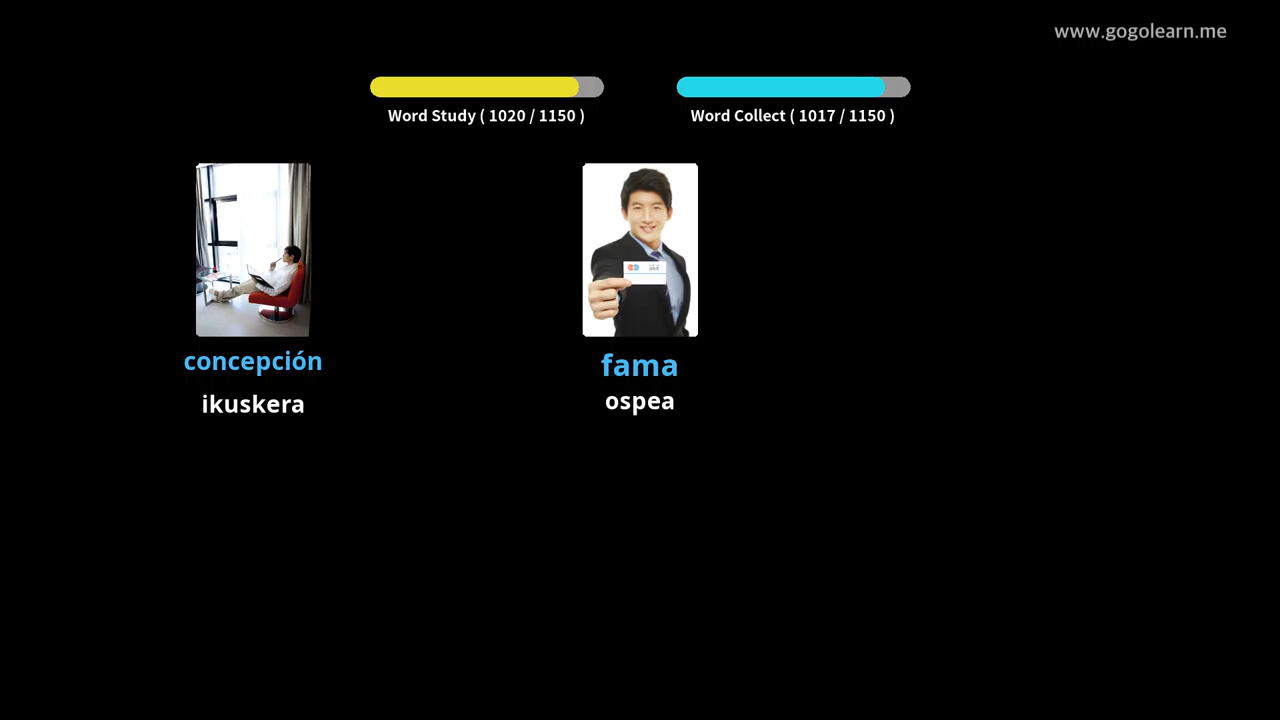 www.gogolearn.me
Word Study ( 1020 / 1150 )
Word Collect ( 1017 / 1150 )
concepción
ikuskera
fama
ospea